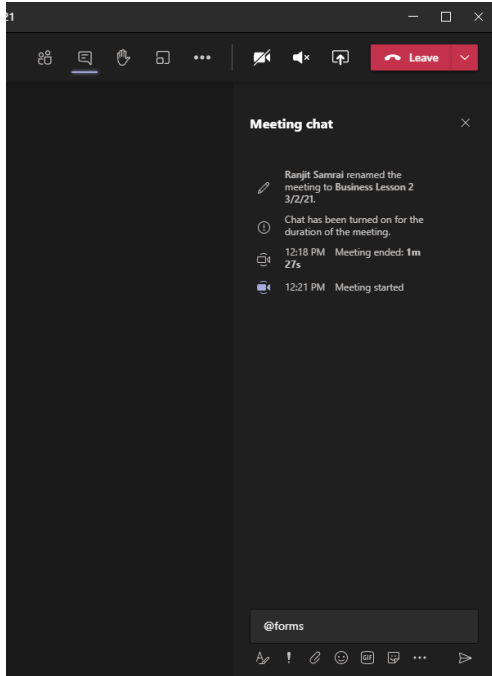 21
Leave
Meeting chat
Ranjit Samrai renamed the
meeting to Business Lesson 2
3/2/21.
Chat has been turned on for the
duration of the meeting.
12:18 PM Meeting ended: 1m
27s
12:21 PM Meeting started
@forms
GIF